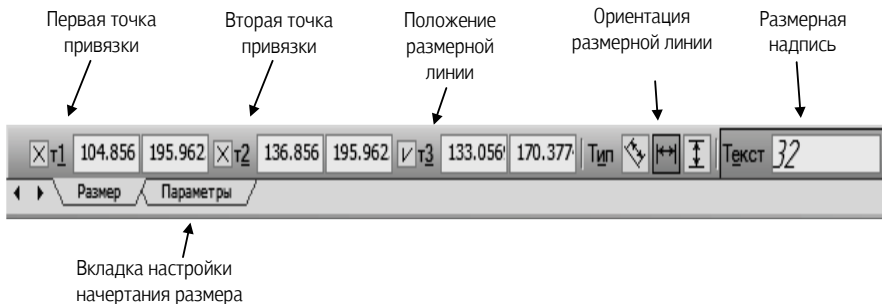 Первая точка
привязки
Вторая точка
привязки
Положение
размерной
линии
Ориентация
размерной линии
Размерная
надпись
т1 104.856 195.962 т2 136.856 195.962 т3 133.056 170.377 Тип Текст 32
Размер Параметры
Вкладка настройки
начертания размера